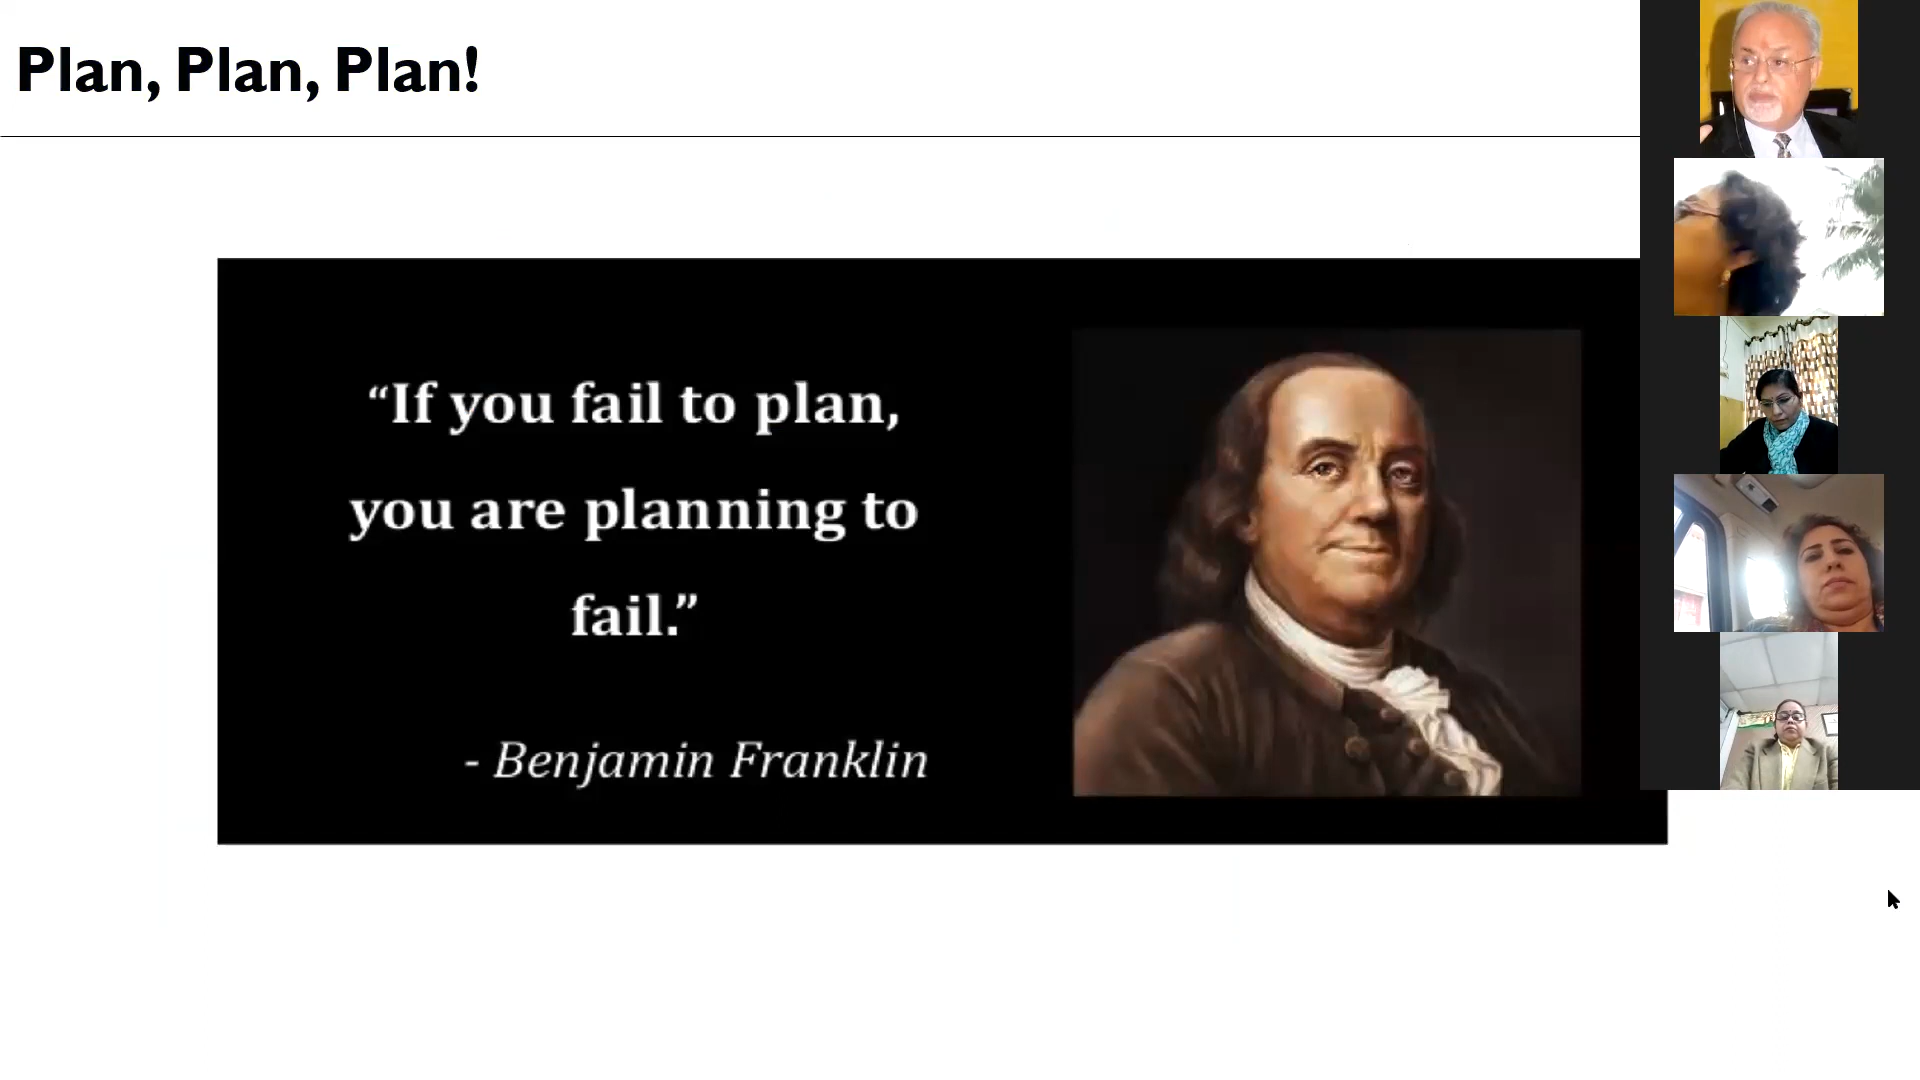 Plan, Plan, Plan!
“If you fail to plan,
you are planning to
fail.”
- Benjamin Franklin